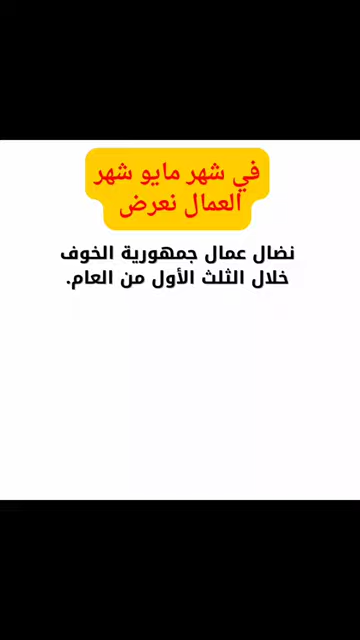 في شهر مايو شهر
العمال نعرض
نضال عمال جمهورية الخوف
خلال الثلث الأول من العام.